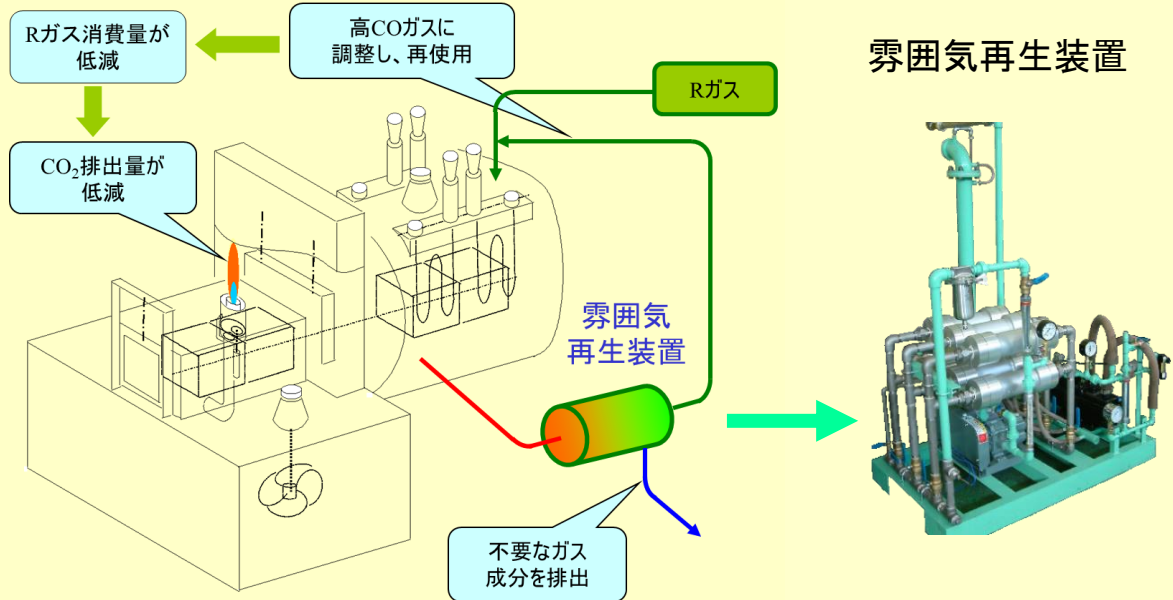 Rガス消費量が
低減
高COガスに
調整し、再使用
雰囲気再生装置
Rガス
CO₂排出量が
低減
雰囲気
再生装置
不要なガス
成分を排出